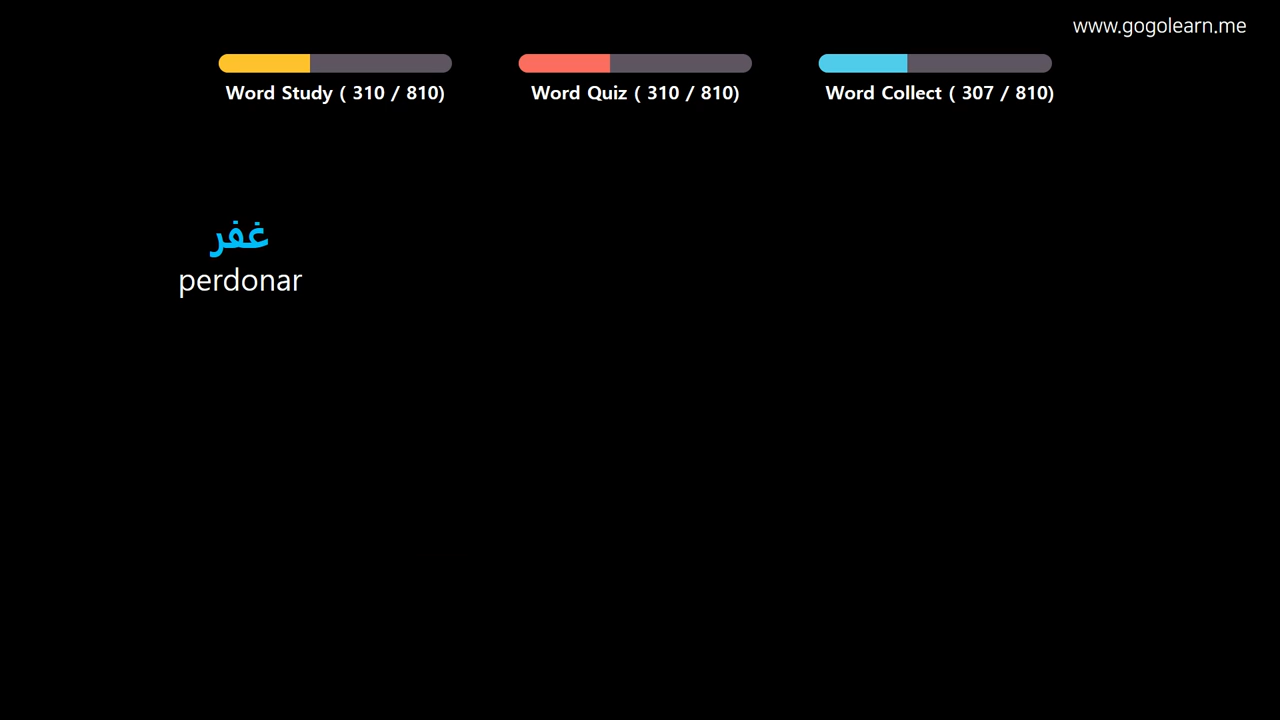 www.gogolearn.me
Word Study ( 310 / 810)
Word Quiz ( 310 / 810)
Word Collect ( 307 / 810)
غفر
perdonar